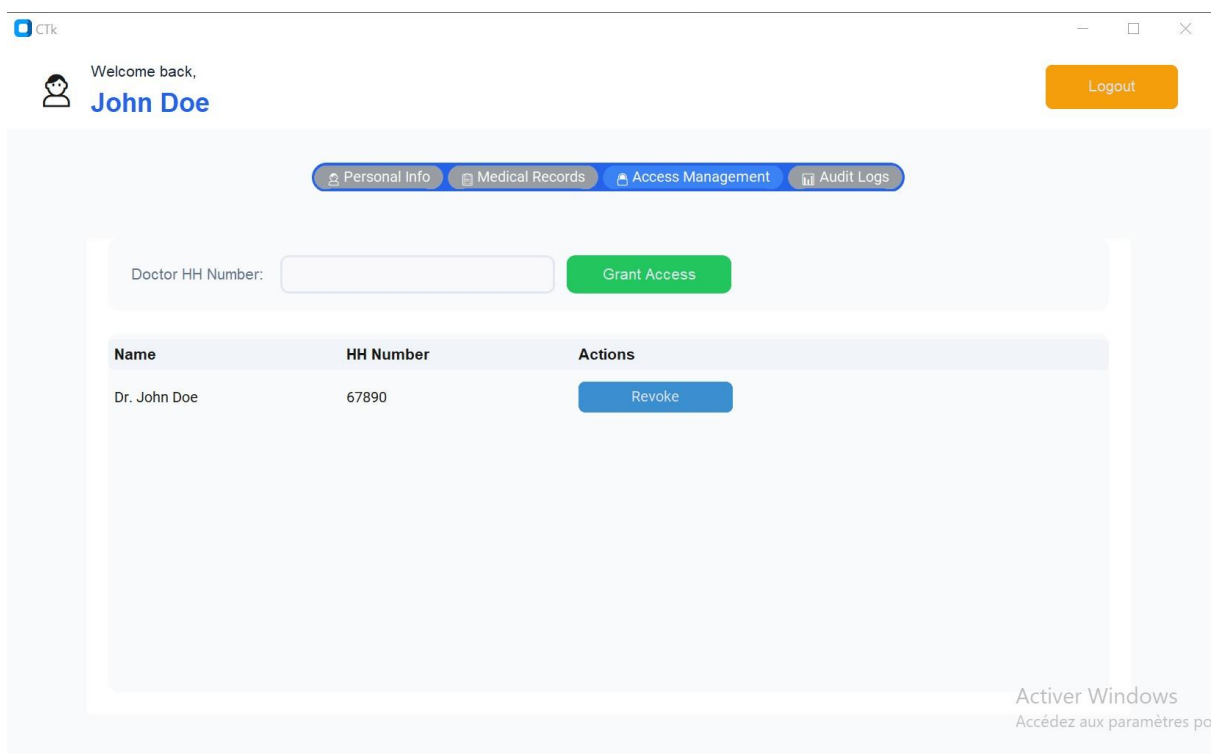 CTk
Welcome back,
John Doe
Logout
Personal Info Medical Records Access Management Audit Logs
Doctor HH Number: Grant Access
Name HH Number Actions
Dr. John Doe 67890 Revoke
Activer Windows
Accédez aux paramètres